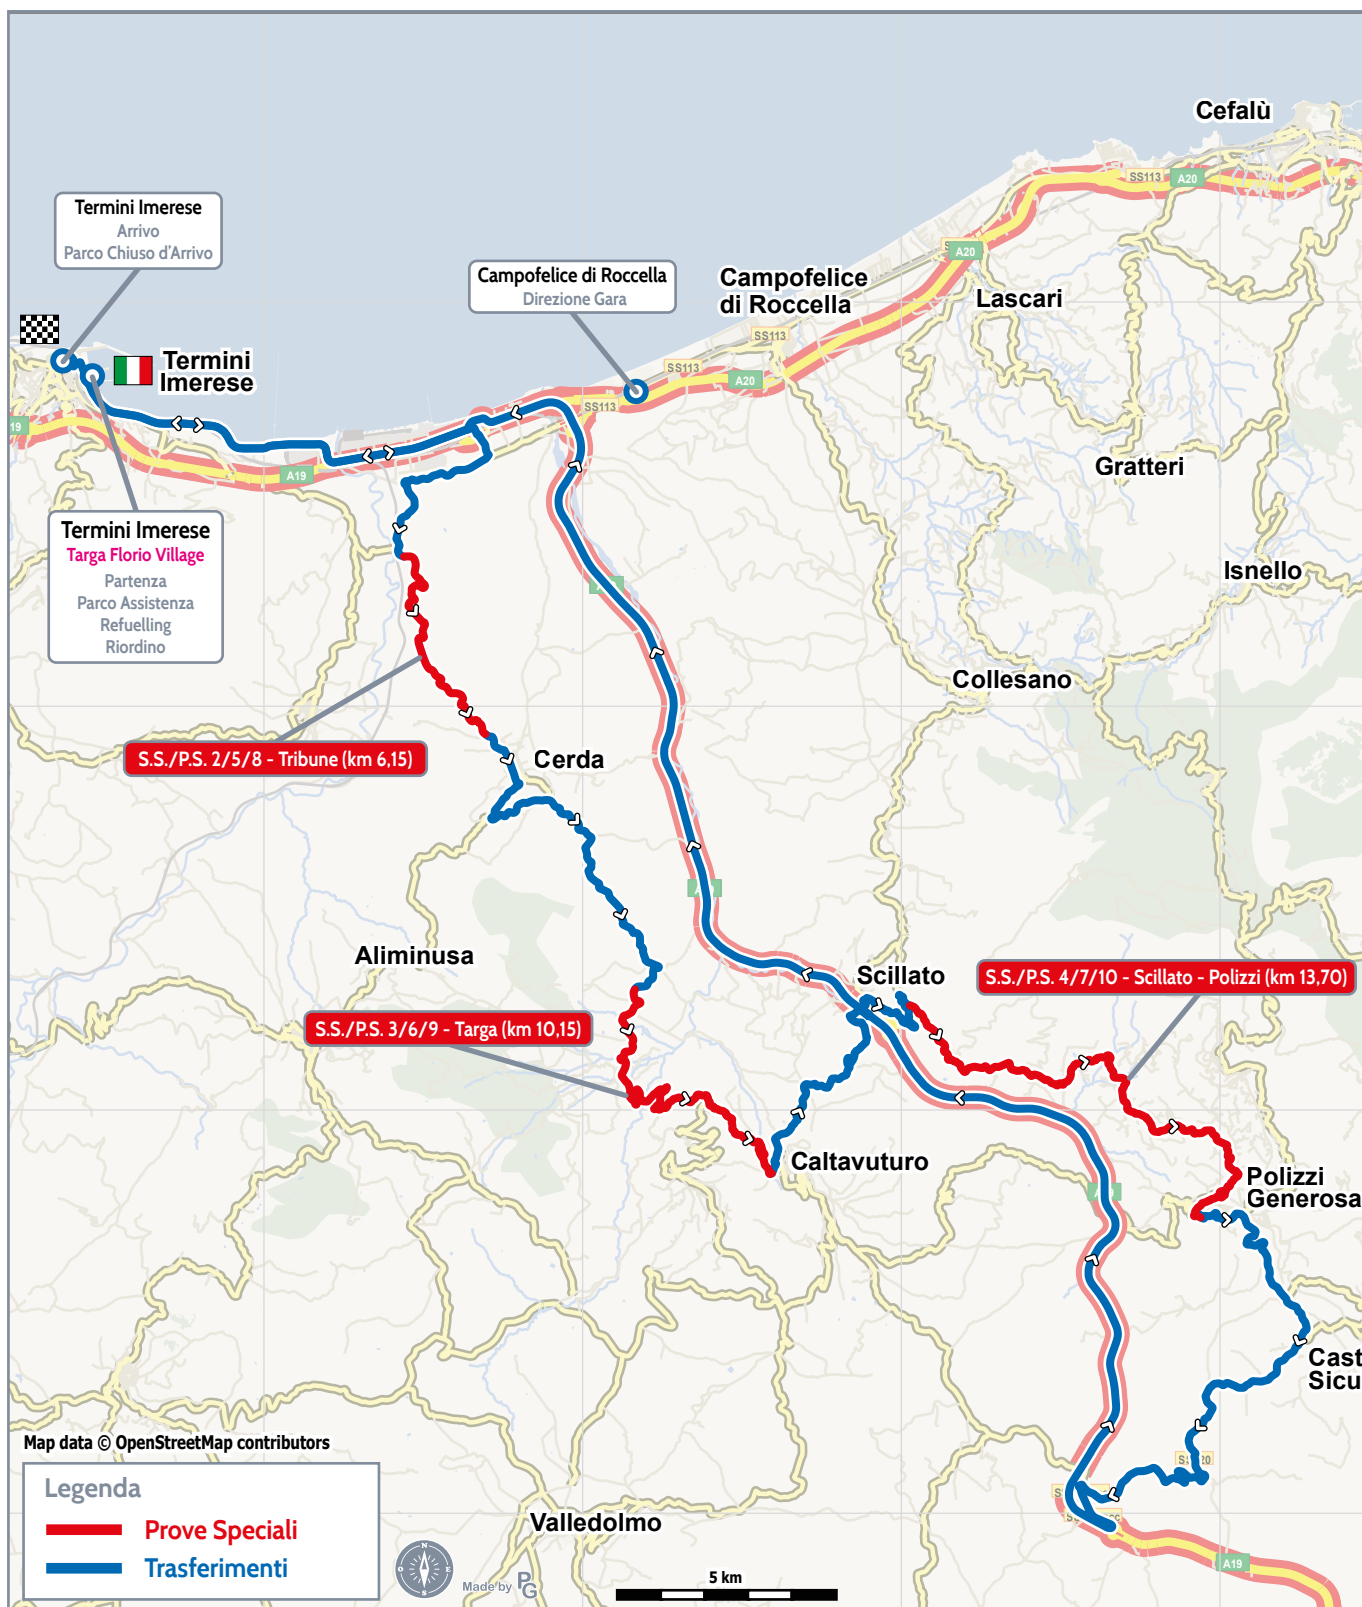 Cefalù
SS113
A20
Termini Imerese
Arrivo
Parco Chiuso d'Arrivo
A20
Campofelice di Roccella
Direzione Gara
Campofelice
di Roccella
Lascari
SS113
Termini
Imerese
SS113
A20
SS113
19
A19
Gratteri
Termini Imerese
Targa Florio Village
Partenza
Parco Assistenza
Refuelling
Riordino
Isnello
Collesano
S.S./P.S. 2/5/8 - Tribune (km 6,15)
Cerda
Aliminusa
Scillato
S.S./P.S. 4/7/10 - Scillato - Polizzi (km 13,70)
S.S./P.S. 3/6/9 - Targa (km 10,15)
Caltavuturo
Polizzi
Generosa
Cast
Sicu
Map data © OpenStreetMap contributors
Legenda
Prove Speciali
Trasferimenti
Valledolmo
N
O
E
S
Made by PG
5 km
A19